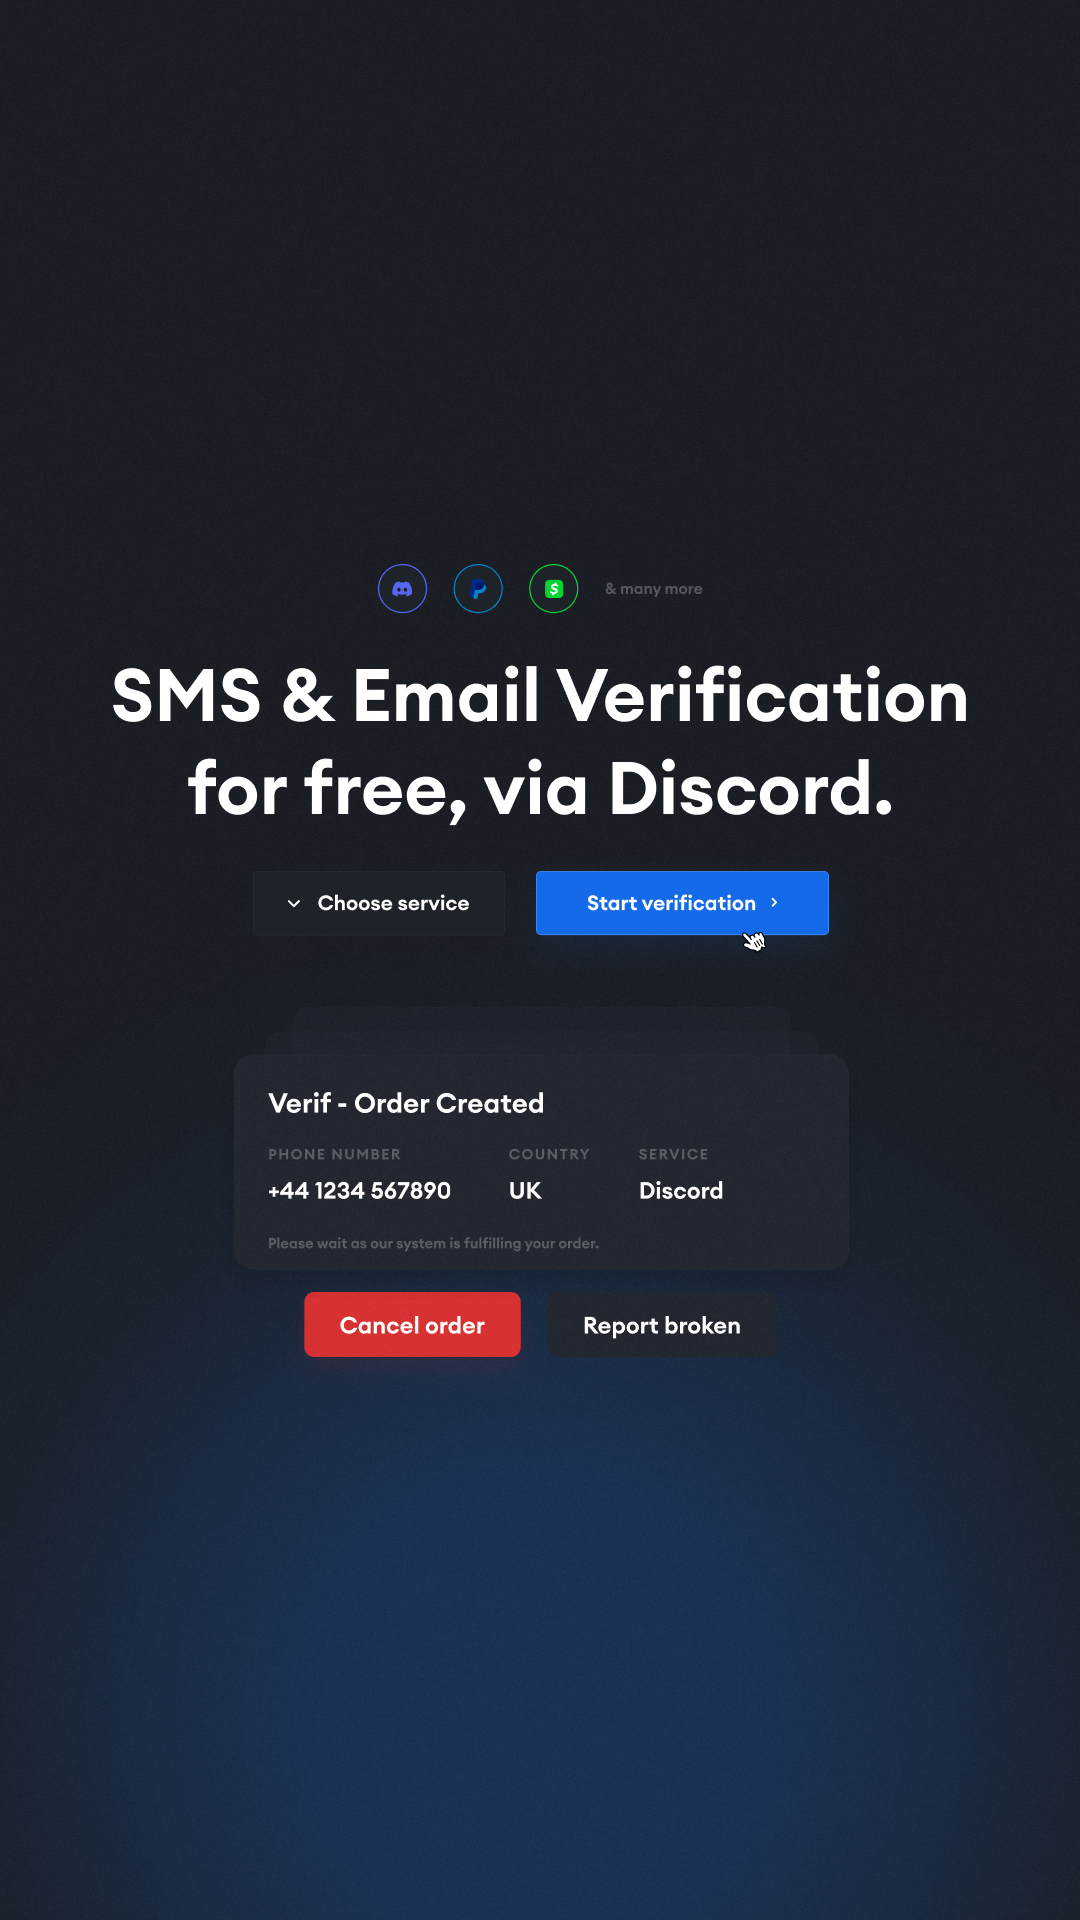 & many more
SMS & Email Verification
for free, via Discord.
Choose service
Start verification
Verif - Order Created
PHONE NUMBER
COUNTRY
SERVICE
+44 1234 567890
UK
Discord
Please wait as our system is fulfilling your order.
Cancel order
Report broken